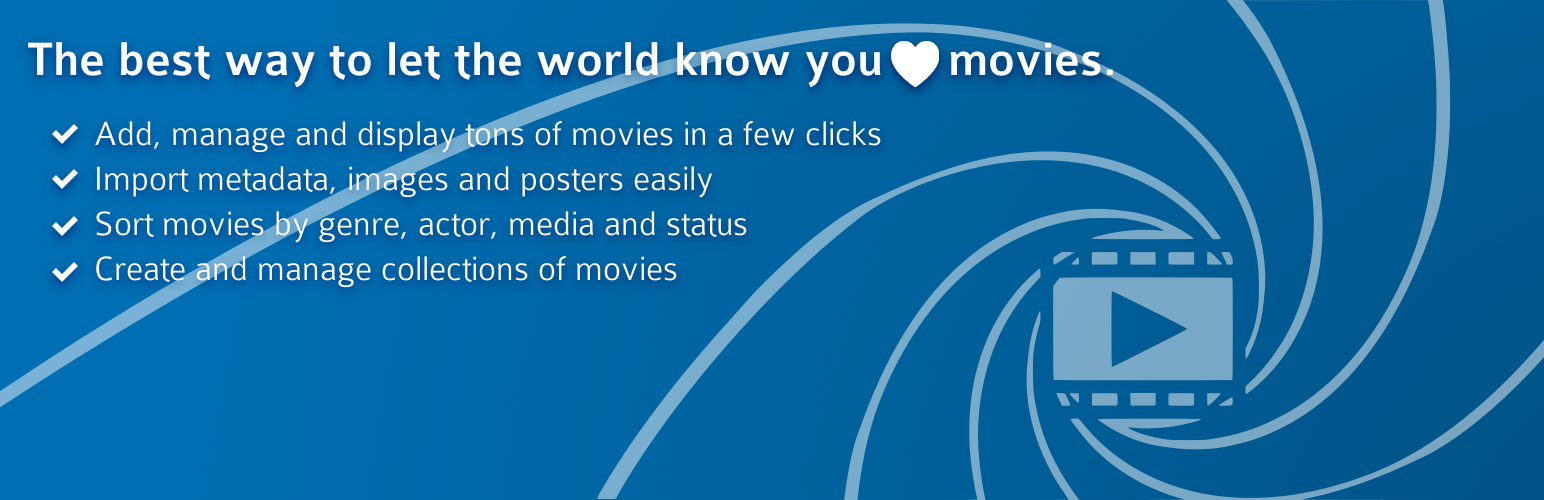 The best way to let the world know you ♥ movies.
✔ Add, manage and display tons of movies in a few clicks
✔ Import metadata, images and posters easily
✔ Sort movies by genre, actor, media and status
✔ Create and manage collections of movies